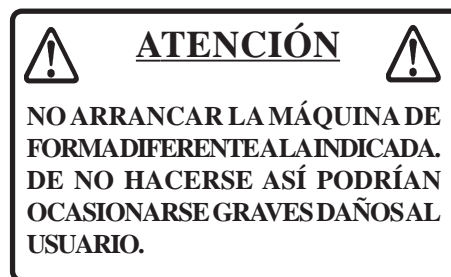 ATENCIÓN
NO ARRANCAR LA MÁQUINA DE
FORMA DIFERENTE A LA INDICADA.
DE NO HACERSE ASÍ PODRÍAN
OCASIONARSE GRAVES DAÑOS AL
USUARIO.